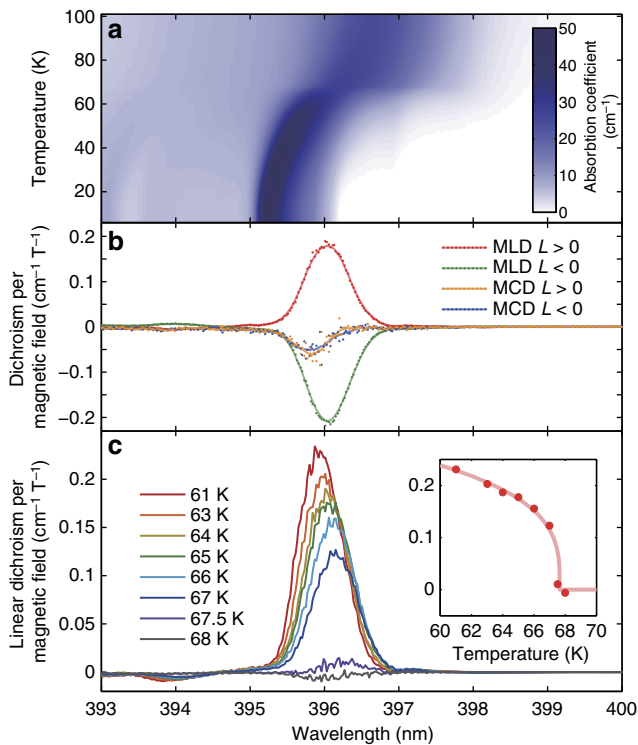 a
100
80
60
40
20
Temperature (K)
50
40
30
20
10
0
Absorbtion coefficient
(cm⁻¹)
b
0.2
0.1
0
−0.1
−0.2
Dichroism per
magnetic field (cm⁻¹ T⁻¹)
MLD L > 0
MLD L < 0
MCD L > 0
MCD L < 0
c
0.2
0.15
0.1
0.05
0
Linear dichroism per
magnetic field (cm⁻¹ T⁻¹)
61 K
63 K
64 K
65 K
66 K
67 K
67.5 K
68 K
0.2
0.1
0
60 62 64 66 68 70
Temperature (K)
393 394 395 396 397 398 399 400
Wavelength (nm)